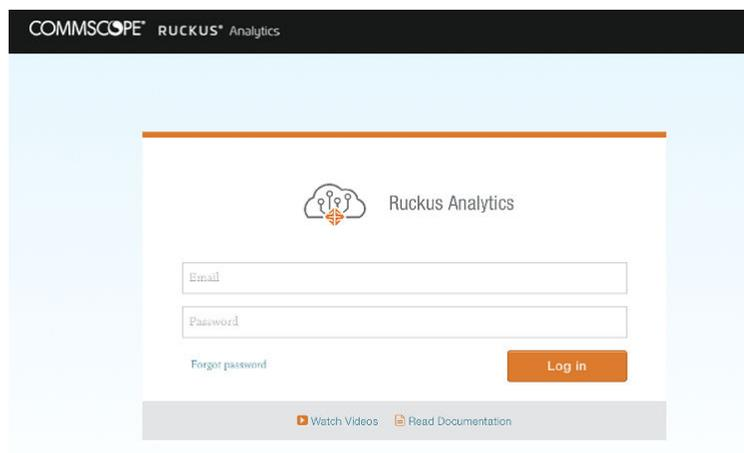 COMMSCOPE® RUCKUS® Analytics
Ruckus Analytics
Email
Password
Forgot password
Log in
Watch Videos Read Documentation